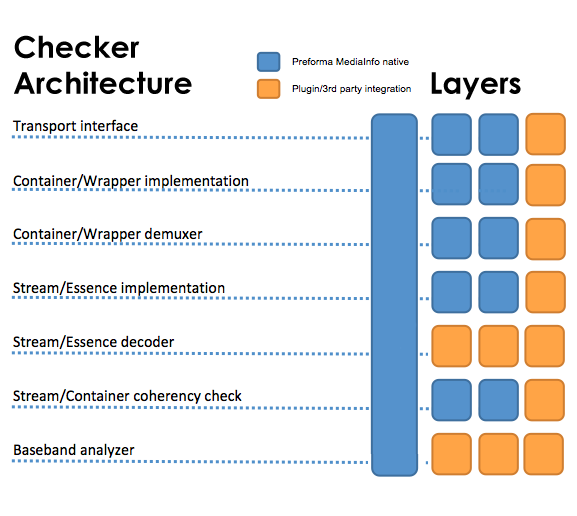 Checker
Architecture
Preforma MediaInfo native
Plugin/3rd party integration
Layers
Transport interface
Container/Wrapper implementation
Container/Wrapper demuxer
Stream/Essence implementation
Stream/Essence decoder
Stream/Container coherency check
Baseband analyzer